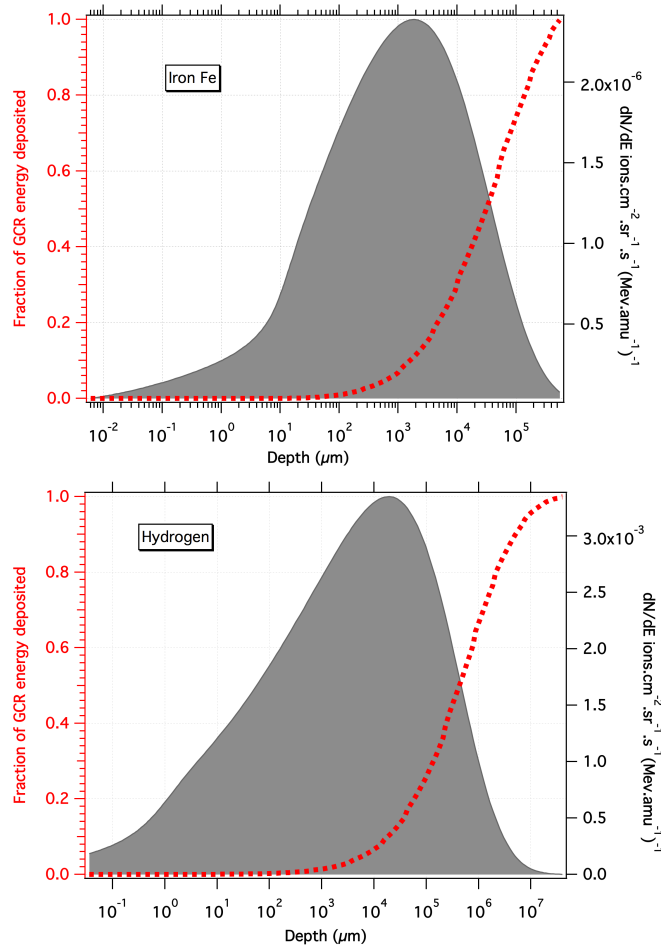 1.0
0.8
0.6
0.4
0.2
0.0
Fraction of GCR energy deposited
Iron Fe
2.0x10⁻⁶
1.5
1.0
0.5
dN/dE ions.cm⁻² .sr⁻¹ .s⁻¹ (Mev.amu⁻¹)⁻¹
10⁻² 10⁻¹ 10⁰ 10¹ 10² 10³ 10⁴ 10⁵
Depth (µm)
1.0
0.8
0.6
0.4
0.2
0.0
Fraction of GCR energy deposited
Hydrogen
3.0x10⁻³
2.5
2.0
1.5
1.0
0.5
0.0
dN/dE ions.cm⁻² .sr⁻¹ .s⁻¹ (Mev.amu⁻¹)⁻¹
10⁻¹ 10⁰ 10¹ 10² 10³ 10⁴ 10⁵ 10⁶ 10⁷
Depth (µm)